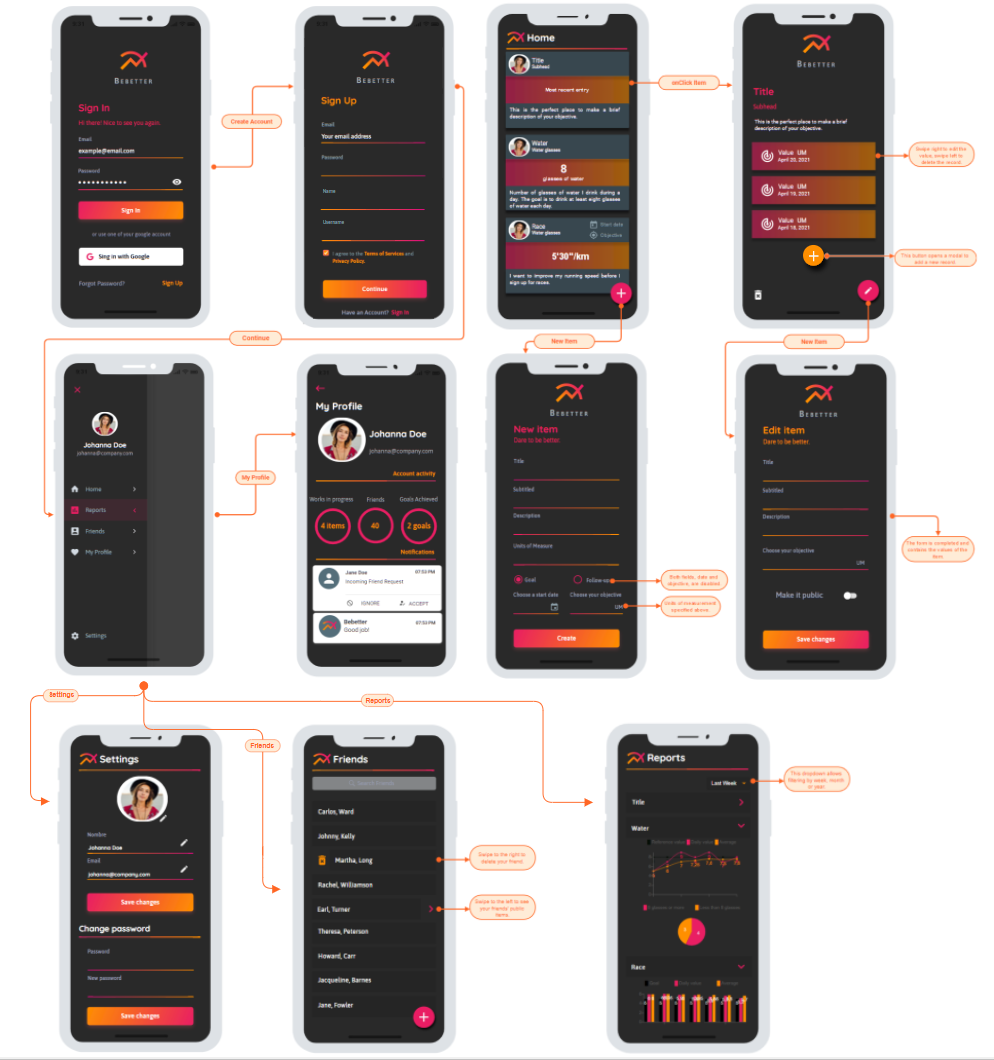 BEBETTER
Sign In
Hi there! Nice to see you again.
Email
example@email.com
Password
Sign In
or use one of your google account
Sing in with Google
Forgot Password?
Sign Up
Create Account
BEBETTER
Sign Up
Email
Your email address
Password
Name
Username
I agree to the Terms of Services and
Privacy Policy.
Continue
Have an Account? Sign In
Continue
Home
Title
Subhead
Most recent entry
This is the perfect place to make a brief
description of your objective.
Water
Water glasses
8
glasses of water
Number of glasses of water I drink during a
day. The goal is to drink at least eight glasses
of water each day.
Race
Water glasses
Start date
Objective
5'30"/km
I want to improve my running speed before I
sign up for races.
onClick Item
New Item
BEBETTER
Title
Subhead
This is the perfect place to make a brief
description of your objective.
Value UM
April 20, 2021
Value UM
April 19, 2021
Value UM
April 18, 2021
Swipe right to edit the
value, swipe left to
delete the record.
This button opens a modal to
add a new record.
New Item
Johanna Doe
johanna@company.com
Home
Reports
Friends
My Profile
Settings
My Profile
My Profile
Johanna Doe
johanna@company.com
Account activity
Works in progress
Friends
Goals Achieved
4 items
40
2 goals
Notifications
Jane Doe
07:53 PM
Incoming Friend Request
IGNORE
ACCEPT
Bebetter
07:53 PM
Good job!
BEBETTER
New item
Dare to be better.
Title
Subtitled
Description
Units of Measure
Goal
Follow-up
Choose a start date
Choose your objective
UM
Create
Both fields, date and
objective, are disabled.
Units of measurement
specified above.
BEBETTER
Edit item
Dare to be better.
Title
Subtitled
Description
Choose your objective
UM
Make it public
Save changes
The form is completed and
contains the values of the
item.
Settings
Friends
Reports
Settings
Nombre
Johanna Doe
Email
johanna@company.com
Save changes
Change password
Password
New password
Save changes
Friends
Carlos, Ward
Johnny, Kelly
Martha, Long
Rachel, Williamson
Earl, Turner
Theresa, Peterson
Howard, Carr
Jacqueline, Barnes
Jane, Fowler
Swipe to the right to
delete your friend.
Swipe to the left to see
your friends' public
items.
Reports
Last Week
Title
Water
Race
This dropdown allows
filtering by week, month
or year.